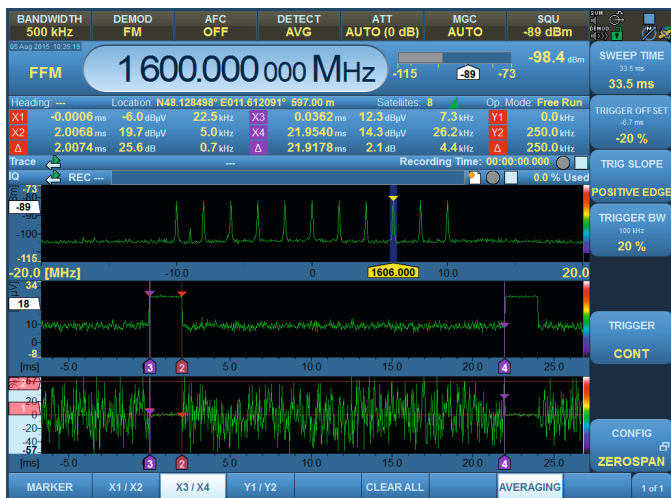 BANDWIDTH DEMOD AFC DETECT ATT MGC SQU
500 kHz FM OFF AVG AUTO (0 dB) AUTO -89 dBm
05 Aug 2015 10:35:19
FFM 1 600.000 000 MHz -115 -89 -73 -98.4 dBm
Heading: --- Location: N48.128498° E011.612091° 597.00 m Satellites: 8 Op. Mode: Free Run
X1 -0.0006 ms -6.0 dBµV 22.5 kHz X3 0.0362 ms 12.3 dBµV 7.3 kHz Y1 0.0 kHz
X2 2.0068 ms 19.7 dBµV 5.0 kHz X4 21.9540 ms 14.3 dBµV 26.2 kHz Y2 250.0 kHz
Δ 2.0074 ms 25.6 dB 0.7 kHz Δ 21.9178 ms 2.1 dB 4.4 kHz Δ 250.0 kHz
Trace --- Recording Time: 00:00:00.000
IQ REC --- 0.0 % Used
-73
-80
-89
-100
-115
-20.0 [MHz] -10.0 0 1606.000 10.0 20.0
34
18
10
0
-8
[ms] -5.0 3 2 5.0 10.0 15.0 20.0 4 25.0
2
1
-20
-40
-57
[ms] -5.0 3 2 5.0 10.0 15.0 20.0 4 25.0
SWEEP TIME
33.5 ms
33.5 ms
TRIGGER OFFSET
-6.7 ms
-20 %
TRIG SLOPE
POSITIVE EDGE
TRIGGER BW
100 kHz
20 %
TRIGGER
CONT
CONFIG
ZEROSPAN
MARKER X1 / X2 X3 / X4 Y1 / Y2 CLEAR ALL AVERAGING 1 of 1